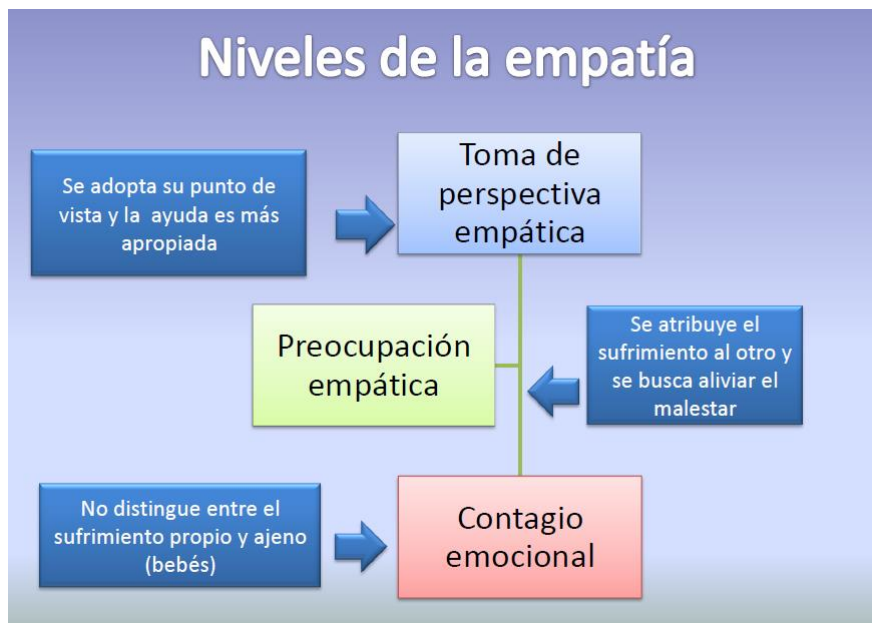 Niveles de la empatía
Se adopta su punto de
vista y la ayuda es más
apropiada
Toma de
perspectiva
empática
Preocupación
empática
Se atribuye el
sufrimiento al otro y
se busca aliviar el
malestar
No distingue entre el
sufrimiento propio y ajeno
(bebés)
Contagio
emocional